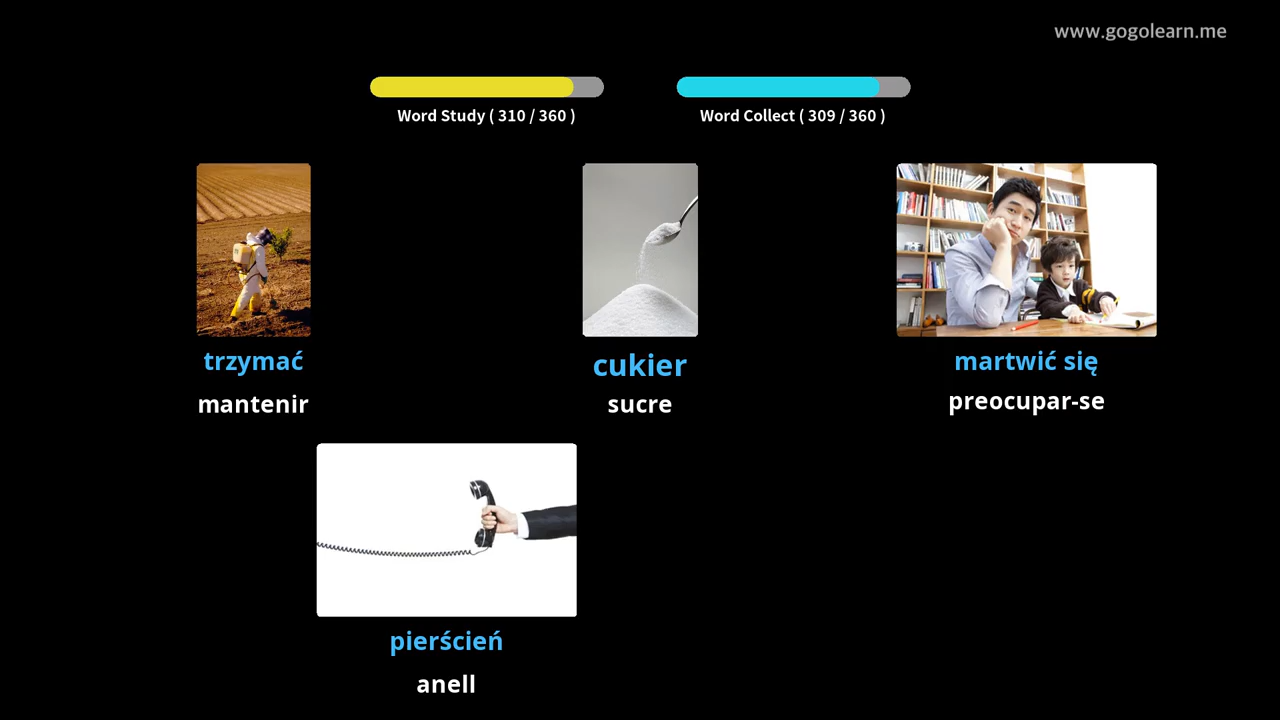 www.gogolearn.me
Word Study ( 310 / 360 )
Word Collect ( 309 / 360 )
trzymać
mantenir
cukier
sucre
martwić się
preocupar-se
pierścień
anell